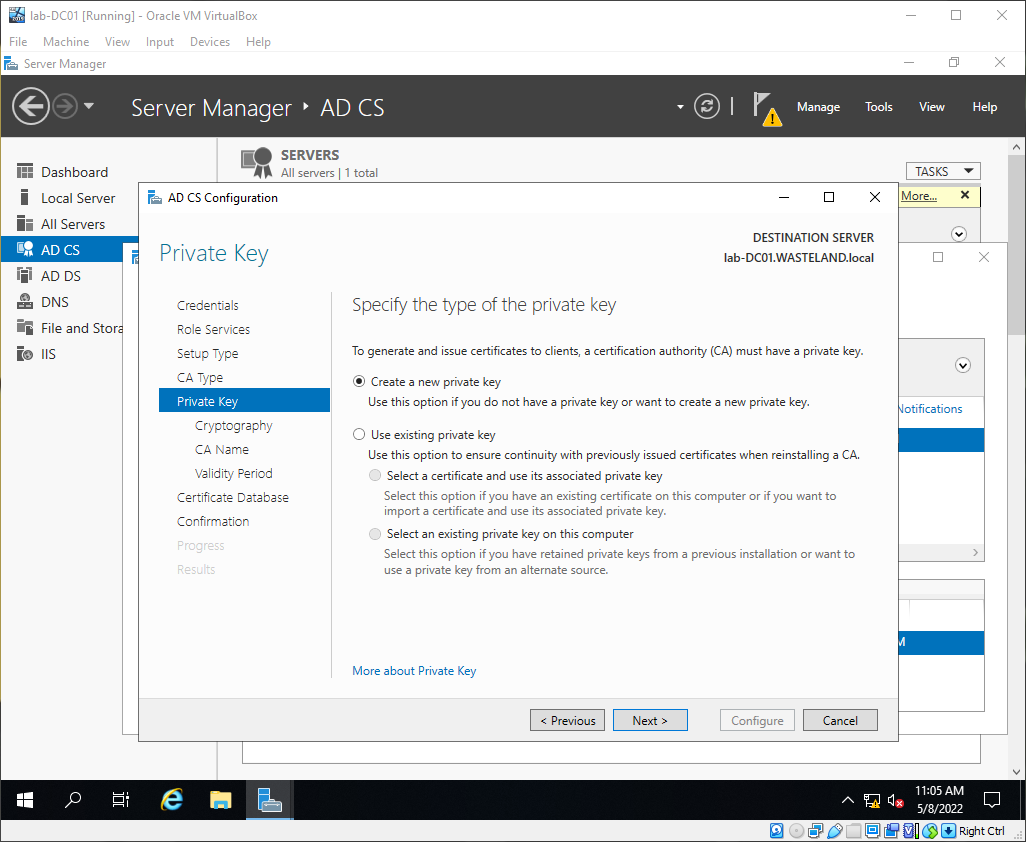 lab-DC01 [Running] - Oracle VM VirtualBox
File Machine View Input Devices Help
Server Manager
Server Manager ‣ AD CS
Manage Tools View Help
Dashboard
Local Server
All Servers
AD CS
AD DS
DNS
File and Stora
IIS
SERVERS
All servers | 1 total
TASKS
More...
AD CS Configuration
Private Key
DESTINATION SERVER
lab-DC01.WASTELAND.local
Credentials
Role Services
Setup Type
CA Type
Private Key
Cryptography
CA Name
Validity Period
Certificate Database
Confirmation
Progress
Results
Specify the type of the private key
To generate and issue certificates to clients, a certification authority (CA) must have a private key.
Create a new private key
Use this option if you do not have a private key or want to create a new private key.
Use existing private key
Use this option to ensure continuity with previously issued certificates when reinstalling a CA.
Select a certificate and use its associated private key
Select this option if you have an existing certificate on this computer or if you want to
import a certificate and use its associated private key.
Select an existing private key on this computer
Select this option if you have retained private keys from a previous installation or want to
use a private key from an alternate source.
More about Private Key
< Previous Next > Configure Cancel
Notifications
M
11:05 AM
5/8/2022
Right Ctrl